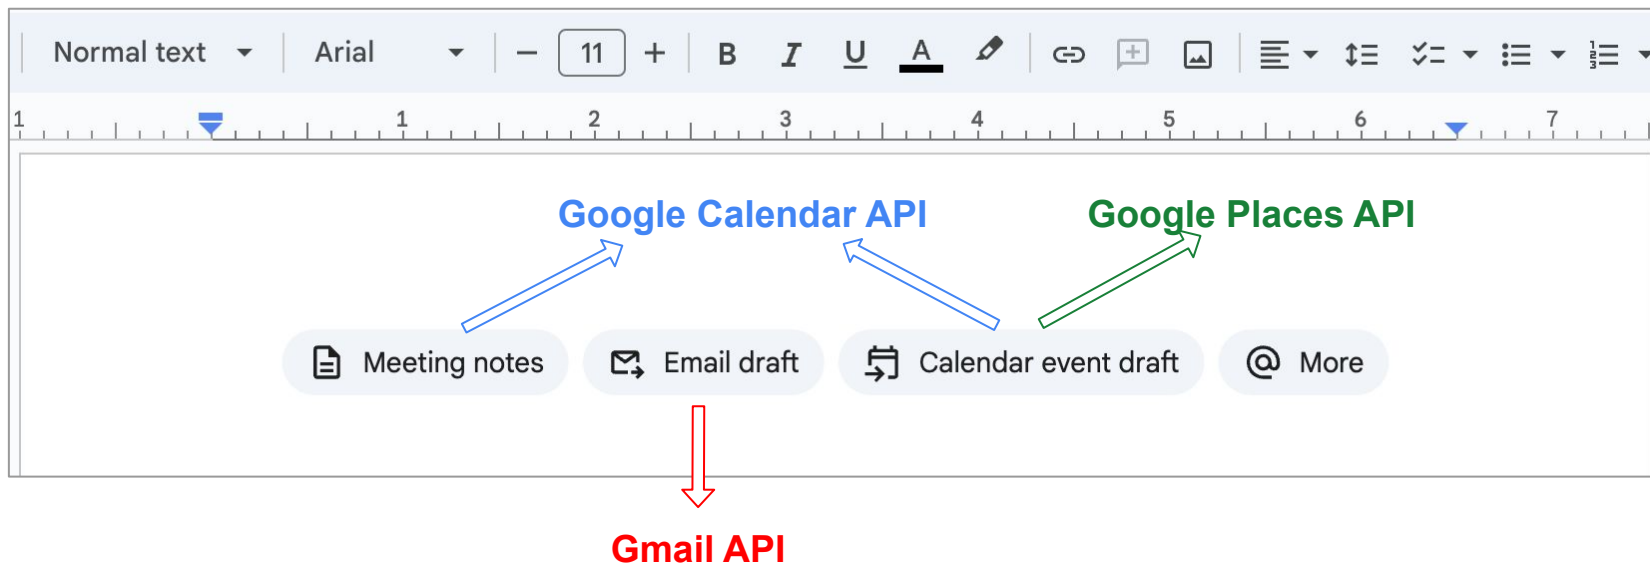 Normal text Arial − 11 + B I U A
1 1 2 3 4 5 6 7
Google Calendar API Google Places API
Meeting notes Email draft Calendar event draft @ More
Gmail API